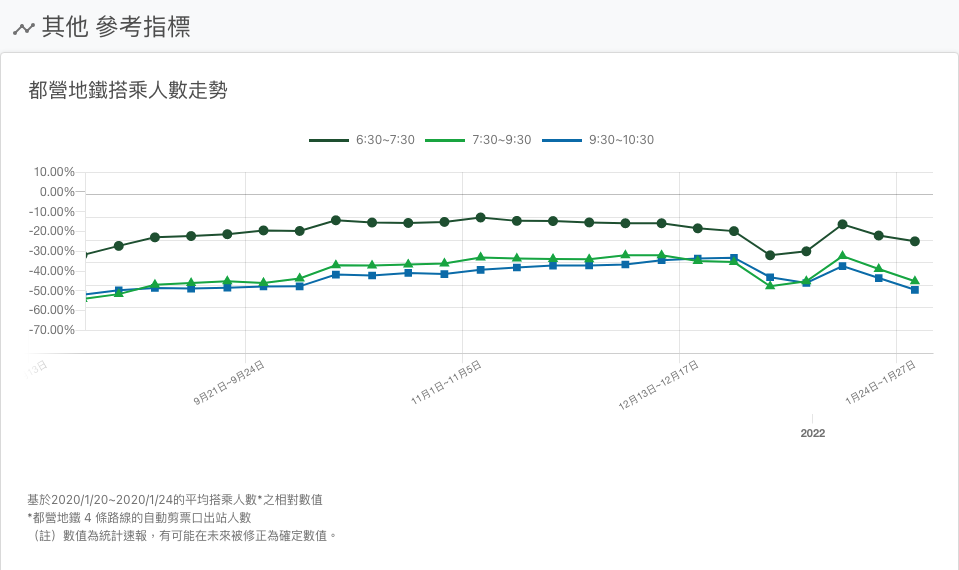 其他 參考指標
都營地鐵搭乘人數走勢
6:30~7:30 7:30~9:30 9:30~10:30
10.00%
0.00%
-10.00%
-20.00%
-30.00%
-40.00%
-50.00%
-60.00%
-70.00%
13日 9月21日~9月24日 11月1日~11月5日 12月13日~12月17日 1月24日~1月27日
2022
基於2020/1/20~2020/1/24的平均搭乘人數*之相對數值
*都營地鐵 4 條路線的自動剪票口出站人數
（註）數值為統計速報，有可能在未來被修正為確定數值。